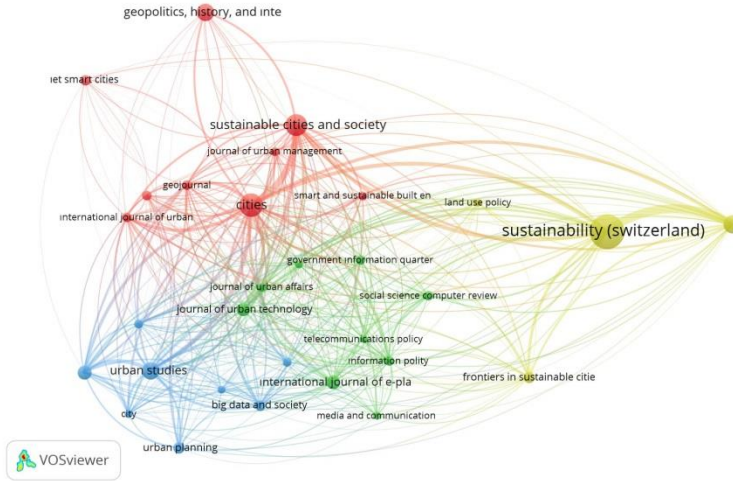 geopolitics, history, and inte
net smart cities
sustainable cities and society
journal of urban management
geojournal
cities
smart and sustainable built en
land use policy
international journal of urban
sustainability (switzerland)
government information quarter
journal of urban affairs
social science computer review
journal of urban technology
telecommunications policy
information polity
urban studies
international journal of e-pla
frontiers in sustainable citie
big data and society
city
media and communication
urban planning
VOSviewer